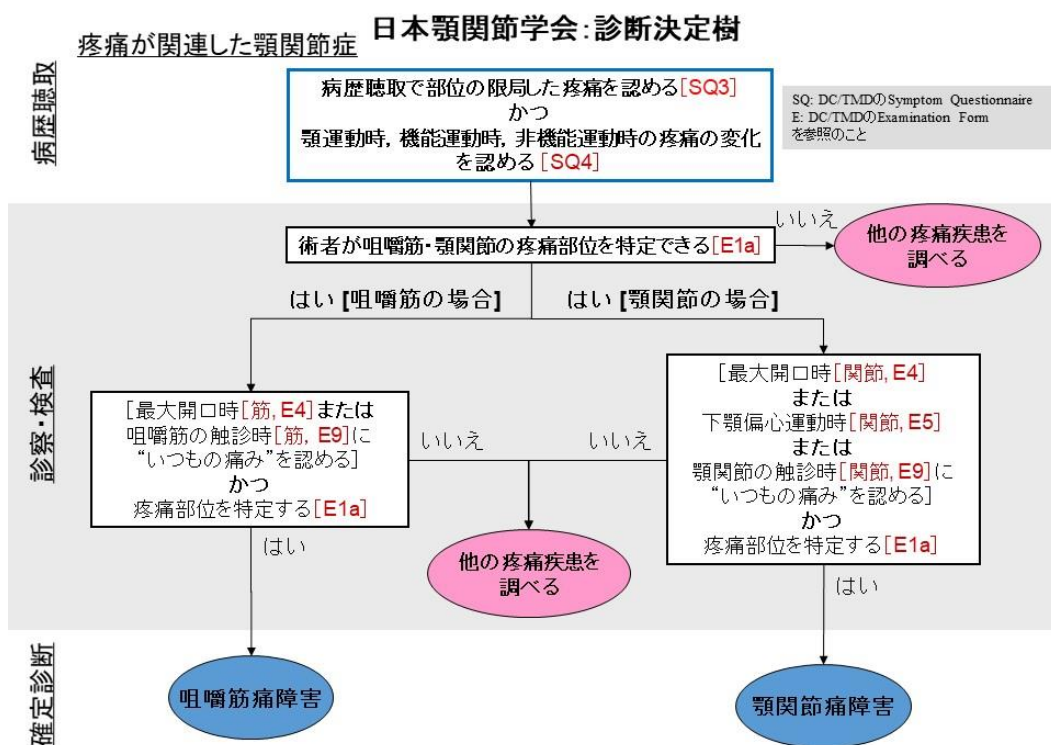 日本顎関節学会:診断決定樹
疼痛が関連した顎関節症
病歴聴取
病歴聴取で部位の限局した疼痛を認める[SQ3]
かつ
顎運動時,機能運動時,非機能運動時の疼痛の変化
を認める[SQ4]
SQ: DC/TMDのSymptom Questionnaire
E: DC/TMDのExamination Form
を参照のこと
診察・検査
術者が咀嚼筋・顎関節の疼痛部位を特定できる[E1a]
いいえ
他の疼痛疾患を
調べる
はい [咀嚼筋の場合]
はい [顎関節の場合]
[最大開口時[筋, E4]または
咀嚼筋の触診時[筋, E9]に
“いつもの痛み”を認める]
かつ
疼痛部位を特定する[E1a]
いいえ
いいえ
[最大開口時[関節, E4]
または
下顎偏心運動時[関節, E5]
または
顎関節の触診時[関節, E9]に
“いつもの痛み”を認める]
かつ
疼痛部位を特定する[E1a]
他の疼痛疾患を
調べる
はい
はい
確定診断
咀嚼筋痛障害
顎関節痛障害